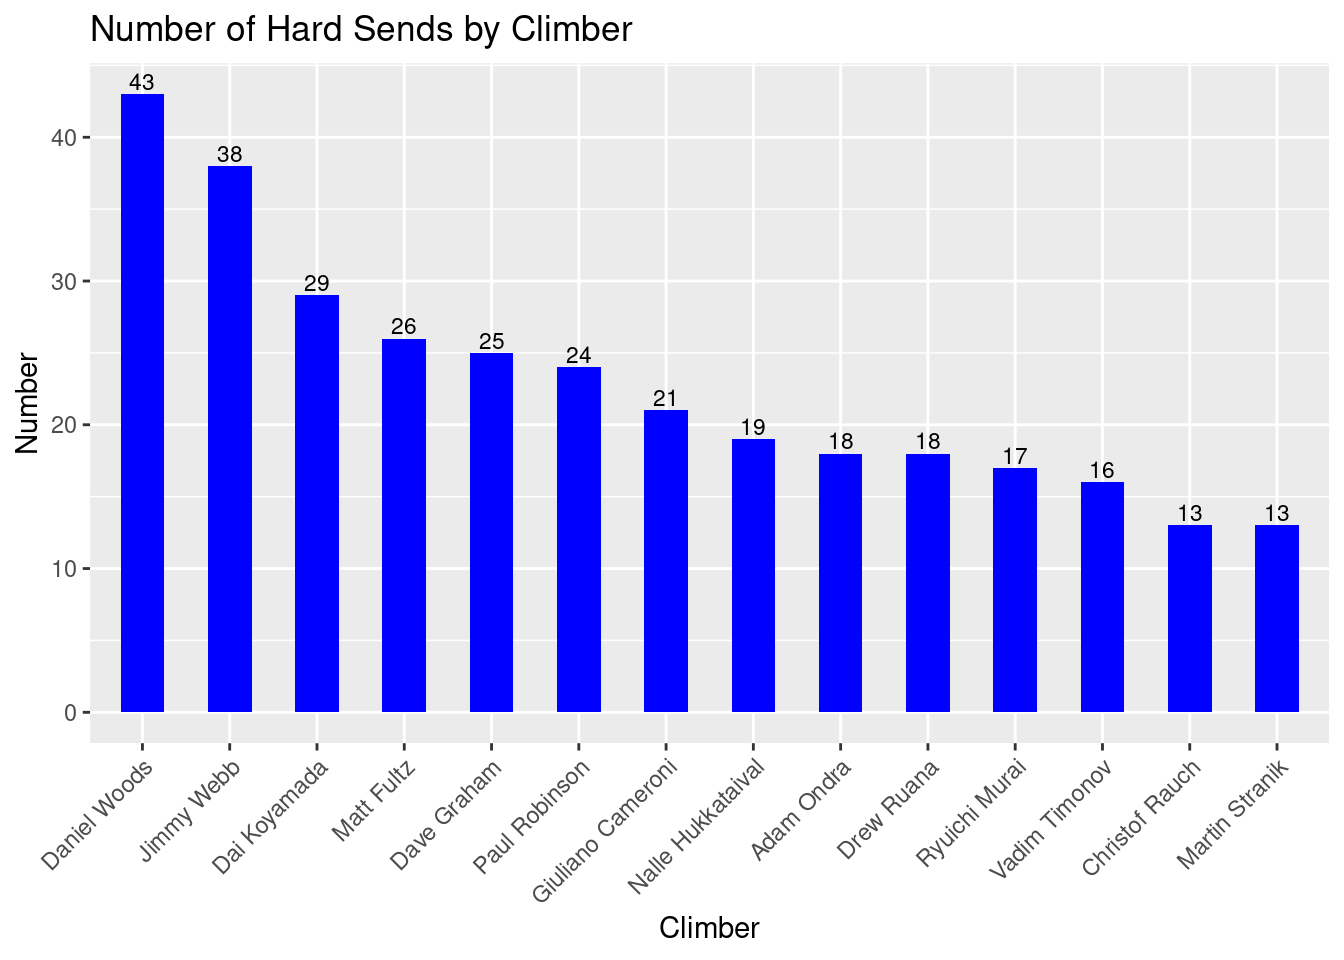 Number of Hard Sends by Climber
43
38
29
26
25
24
21
19
18
18
17
16
13
13
40
30
20
10
0
Number
Daniel Woods
Jimmy Webb
Dai Koyamada
Matt Fultz
Dave Graham
Paul Robinson
Giuliano Cameroni
Nalle Hukkataival
Adam Ondra
Drew Ruana
Ryuichi Murai
Vadim Timonov
Christof Rauch
Martin Stranik
Climber